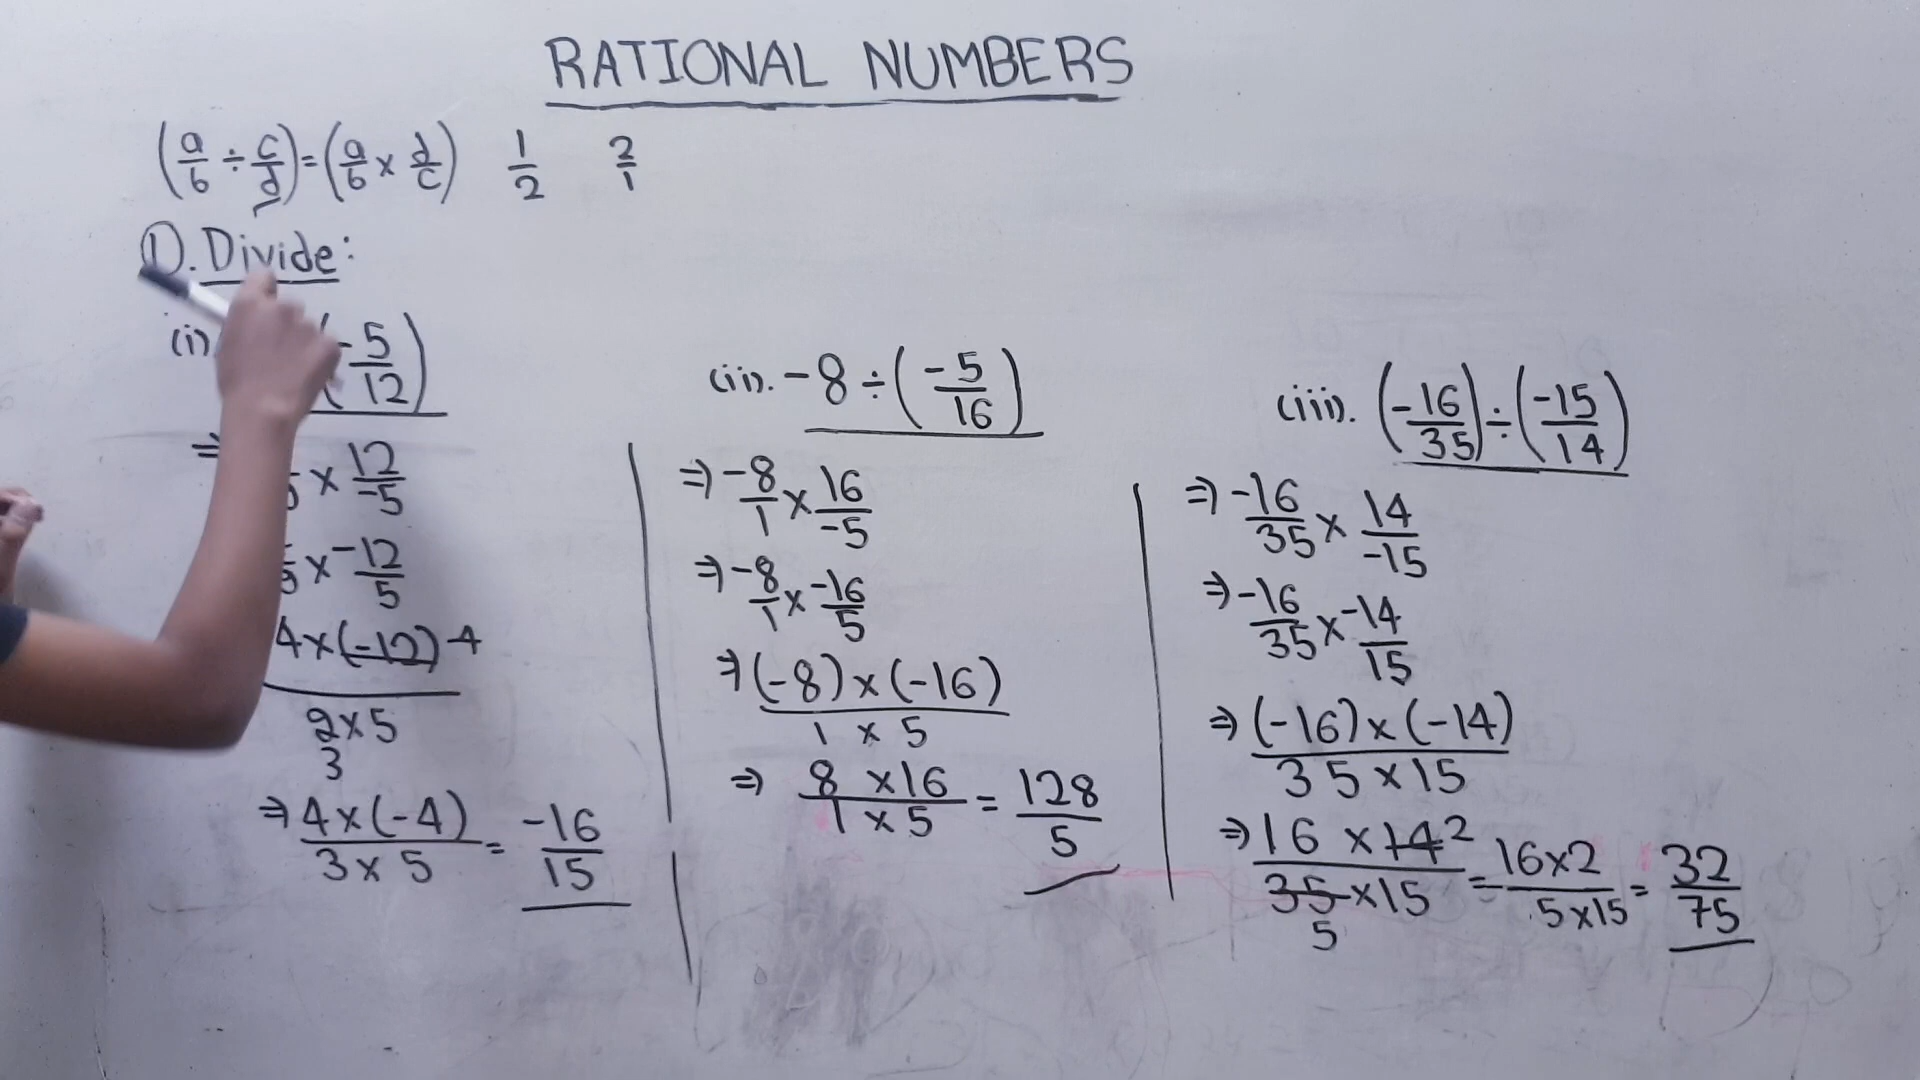 RATIONAL NUMBERS
(a/b ÷ c/d) = (a/b × d/c) 1/2 2/1
①. Divide:
(i) (-5/12)
⇒ × 12/-5
× -12/5
4×(-12) 4
2×5
3
⇒ 4×(-4)/3×5 = -16/15
(ii). -8 ÷ (-5/16)
⇒ -8/1 × 16/-5
⇒ -8/1 × -16/5
⇒ (-8)×(-16)/1×5
⇒ 8×16/1×5 = 128/5
(iii). (-16/35) ÷ (-15/14)
⇒ -16/35 × 14/-15
⇒ -16/35 × -14/15
⇒ (-16)×(-14)/35×15
⇒ 16×14 2/35×15 = 16×2/5×15 = 32/75
5